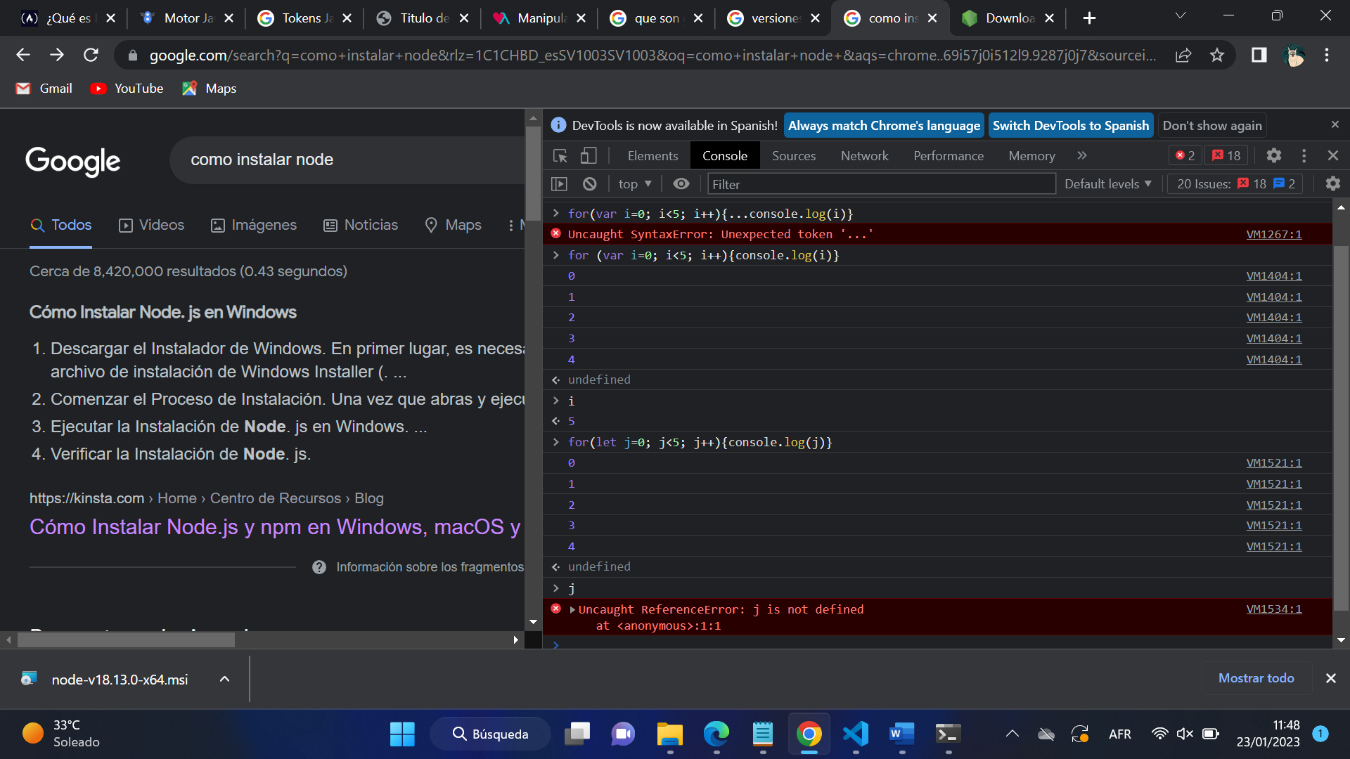 ¿Qué es
Motor Ja
Tokens Ja
Titulo de
Manipula
que son
versione
como ins
Downloa
google.com/search?q=como+instalar+node&rlz=1C1CHBD_esSV1003SV1003&oq=como+instalar+node+&aqs=chrome..69i57j0i512l9.9287j0j7&sourcei...
Gmail
YouTube
Maps
Google
como instalar node
Todos
Videos
Imágenes
Noticias
Maps
Cerca de 8,420,000 resultados (0.43 segundos)
Cómo Instalar Node. js en Windows
1. Descargar el Instalador de Windows. En primer lugar, es necesa
archivo de instalación de Windows Installer (. ...
2. Comenzar el Proceso de Instalación. Una vez que abras y ejecu
3. Ejecutar la Instalación de Node. js en Windows. ...
4. Verificar la Instalación de Node. js.
https://kinsta.com › Home › Centro de Recursos › Blog
Cómo Instalar Node.js y npm en Windows, macOS y
Información sobre los fragmentos
DevTools is now available in Spanish!
Always match Chrome's language
Switch DevTools to Spanish
Don't show again
Elements
Console
Sources
Network
Performance
Memory
2
18
top
Filter
Default levels
20 Issues:
18
2
for(var i=0; i<5; i++){...console.log(i)}
Uncaught SyntaxError: Unexpected token '...' VM1267:1
for (var i=0; i<5; i++){console.log(i)}
0 VM1404:1
1 VM1404:1
2 VM1404:1
3 VM1404:1
4 VM1404:1
undefined
i
5
for(let j=0; j<5; j++){console.log(j)}
0 VM1521:1
1 VM1521:1
2 VM1521:1
3 VM1521:1
4 VM1521:1
undefined
j
Uncaught ReferenceError: j is not defined VM1534:1
at <anonymous>:1:1
node-v18.13.0-x64.msi
Mostrar todo
33°C
Soleado
Búsqueda
AFR
11:48
23/01/2023
1